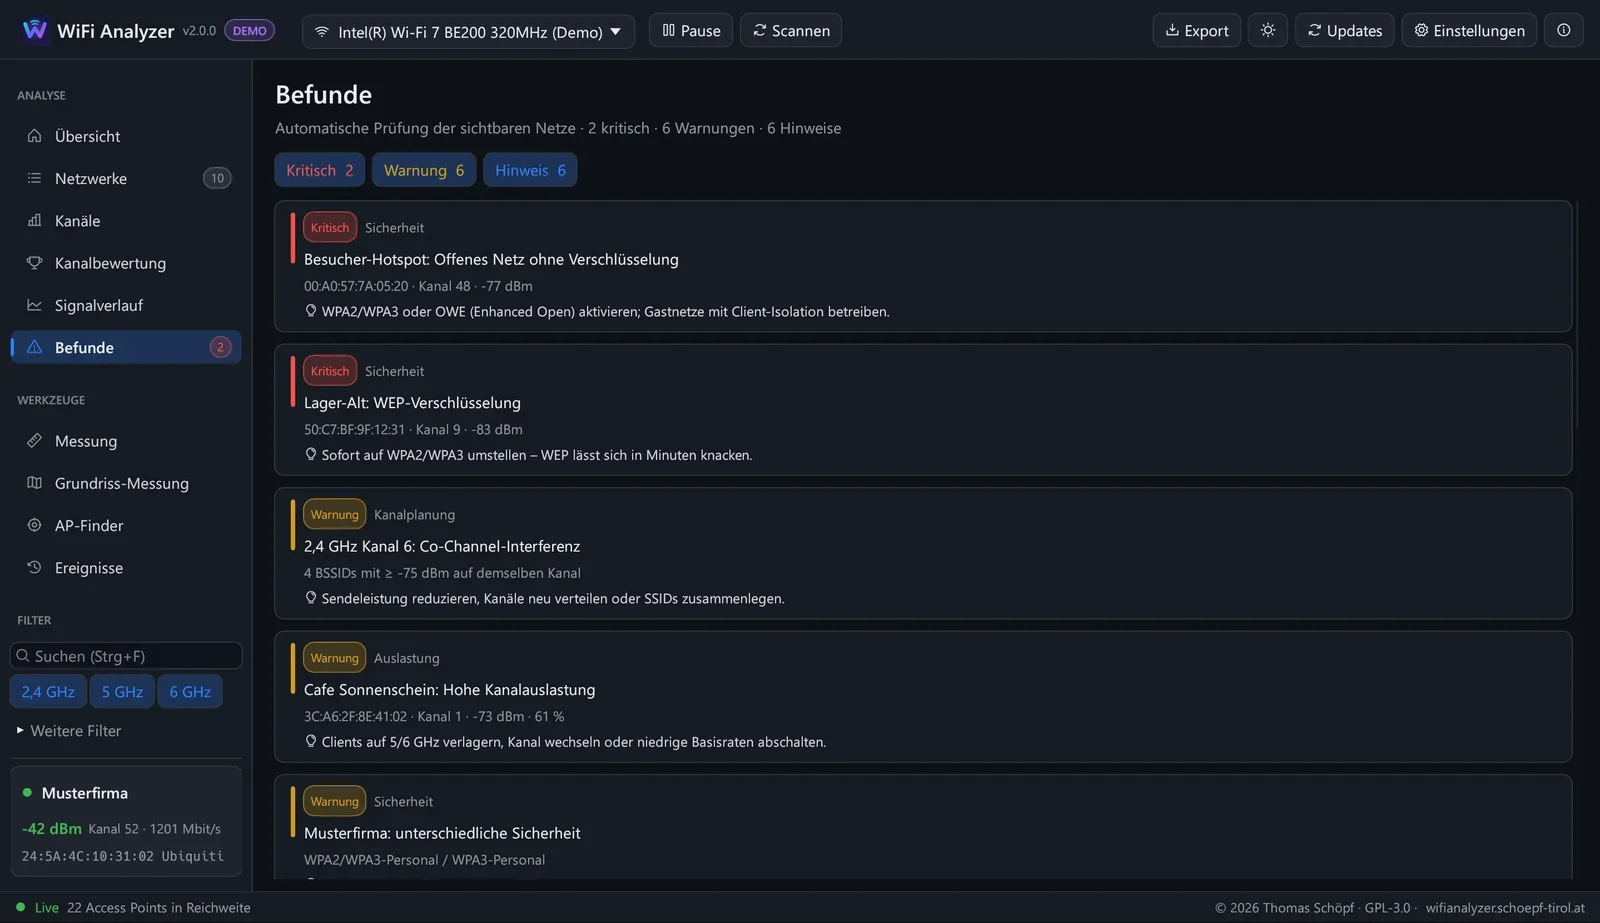 WiFi Analyzer v2.0.0 DEMO
Intel(R) Wi-Fi 7 BE200 320MHz (Demo)
Pause
Scannen
Export
Updates
Einstellungen
ANALYSE
Übersicht
Netzwerke 10
Kanäle
Kanalbewertung
Signalverlauf
Befunde 2
WERKZEUGE
Messung
Grundriss-Messung
AP-Finder
Ereignisse
FILTER
Suchen (Strg+F)
2,4 GHz 5 GHz 6 GHz
Weitere Filter
Musterfirma
-42 dBm Kanal 52 · 1201 Mbit/s
24:5A:4C:10:31:02 Ubiquiti
Befunde
Automatische Prüfung der sichtbaren Netze · 2 kritisch · 6 Warnungen · 6 Hinweise
Kritisch 2 Warnung 6 Hinweis 6
Kritisch Sicherheit
Besucher-Hotspot: Offenes Netz ohne Verschlüsselung
00:A0:57:7A:05:20 · Kanal 48 · -77 dBm
WPA2/WPA3 oder OWE (Enhanced Open) aktivieren; Gastnetze mit Client-Isolation betreiben.
Kritisch Sicherheit
Lager-Alt: WEP-Verschlüsselung
50:C7:BF:9F:12:31 · Kanal 9 · -83 dBm
Sofort auf WPA2/WPA3 umstellen – WEP lässt sich in Minuten knacken.
Warnung Kanalplanung
2,4 GHz Kanal 6: Co-Channel-Interferenz
4 BSSIDs mit ≥ -75 dBm auf demselben Kanal
Sendeleistung reduzieren, Kanäle neu verteilen oder SSIDs zusammenlegen.
Warnung Auslastung
Cafe Sonnenschein: Hohe Kanalauslastung
3C:A6:2F:8E:41:02 · Kanal 1 · -73 dBm · 61 %
Clients auf 5/6 GHz verlagern, Kanal wechseln oder niedrige Basisraten abschalten.
Warnung Sicherheit
Musterfirma: unterschiedliche Sicherheit
WPA2/WPA3-Personal / WPA3-Personal
Live 22 Access Points in Reichweite
© 2026 Thomas Schöpf · GPL-3.0 · wifianalyzer.schoepf-tirol.at